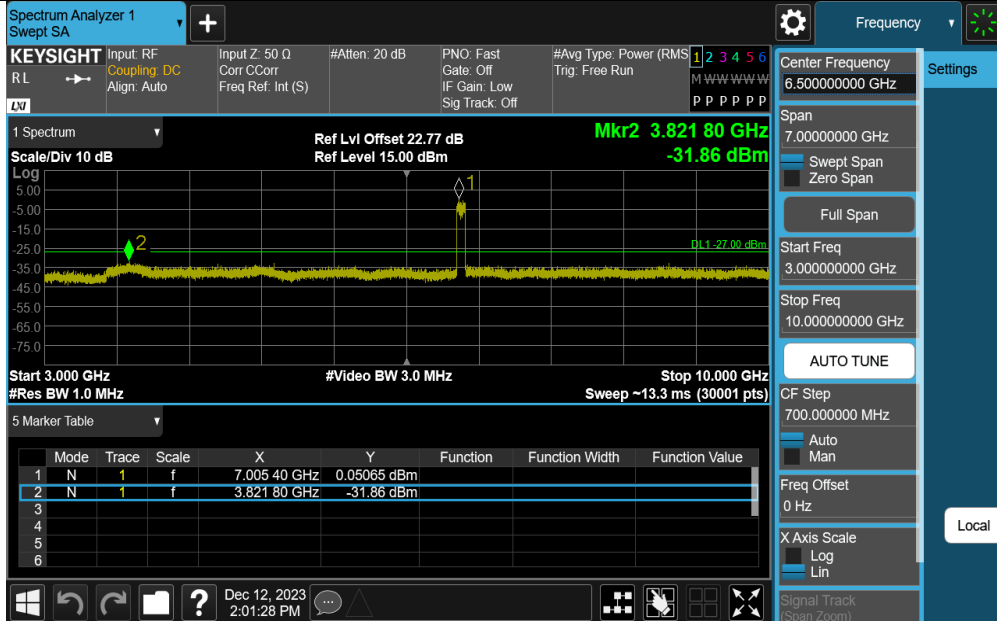 Spectrum Analyzer 1
Swept SA
+
Frequency
KEYSIGHT
RL
LXI
Input: RF
Coupling: DC
Align: Auto
Input Z: 50 Ω
Corr CCorr
Freq Ref: Int (S)
#Atten: 20 dB
PNO: Fast
Gate: Off
IF Gain: Low
Sig Track: Off
#Avg Type: Power (RMS
Trig: Free Run
1 2 3 4 5 6
M W W W W W
P P P P P P
1 Spectrum
Scale/Div 10 dB
Log
Ref Lvl Offset 22.77 dB
Ref Level 15.00 dBm
Mkr2 3.821 80 GHz
-31.86 dBm
5.00
-5.00
-15.0
-25.0
-35.0
-45.0
-55.0
-65.0
-75.0
1
2
DL1 -27.00 dBm
Start 3.000 GHz
#Res BW 1.0 MHz
#Video BW 3.0 MHz
Stop 10.000 GHz
Sweep ~13.3 ms (30001 pts)
5 Marker Table
Mode Trace Scale X Y Function Function Width Function Value
1 N 1 f 7.005 40 GHz 0.05065 dBm
2 N 1 f 3.821 80 GHz -31.86 dBm
3
4
5
6
?
Dec 12, 2023
2:01:28 PM
Center Frequency
6.500000000 GHz
Span
7.00000000 GHz
Swept Span
Zero Span
Full Span
Start Freq
3.000000000 GHz
Stop Freq
10.000000000 GHz
AUTO TUNE
CF Step
700.000000 MHz
Auto
Man
Freq Offset
0 Hz
X Axis Scale
Log
Lin
Signal Track
(Span Zoom)
Settings
Local